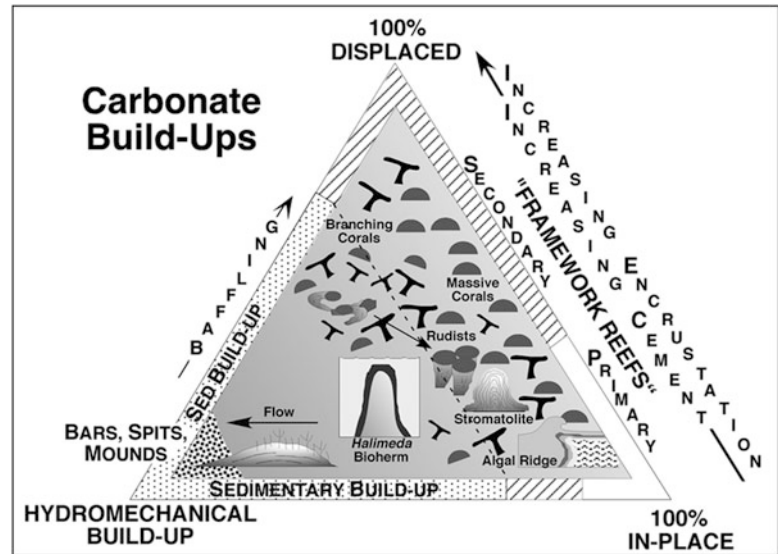 100%
DISPLACED
Carbonate
Build-Ups
INCREASING ENCRUSTATION
INCREASING CEMENT
"FRAMEWORK REEFS"
SECONDARY
PRIMARY
BAFFLING
SED BUILD-UP
Branching
Corals
Massive
Corals
Rudists
Flow
Halimeda
Bioherm
Stromatolite
Algal Ridge
BARS, SPITS,
MOUNDS
SEDIMENTARY BUILD-UP
HYDROMECHANICAL
BUILD-UP
100%
IN-PLACE